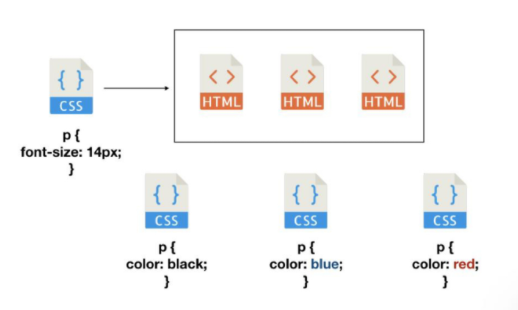 { }
CSS
< >
HTML
< >
HTML
< >
HTML
p {
font-size: 14px;
}
{ }
CSS
p {
color: black;
}
{ }
CSS
p {
color: blue;
}
{ }
CSS
p {
color: red;
}